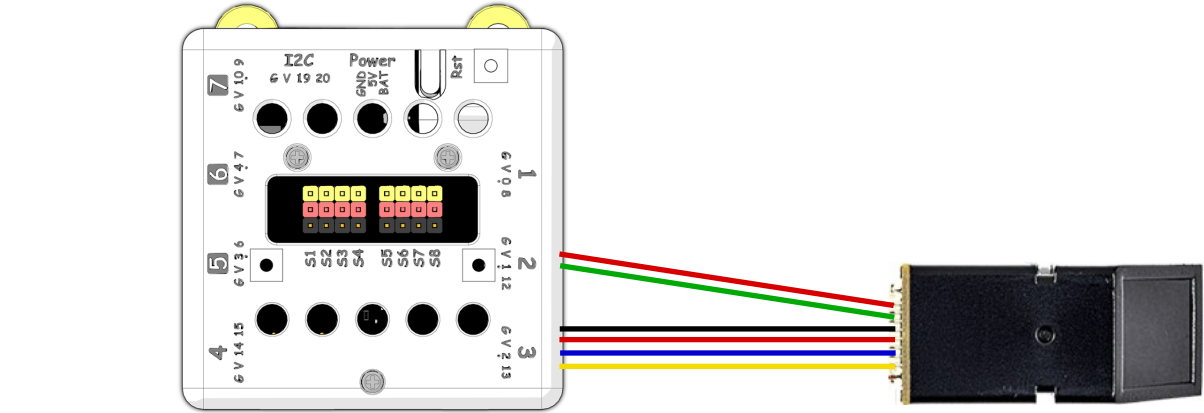 I2C
G V 19 20
Power
GND
5V
BAT
Rst
7
G V 10 9
6
G V 4 7
5
G V 3 6
4
G V 14 15
1
G V 0 8
2
G V 1 12
3
G V 2 13
S1 S2 S3 S4 S5 S6 S7 S8